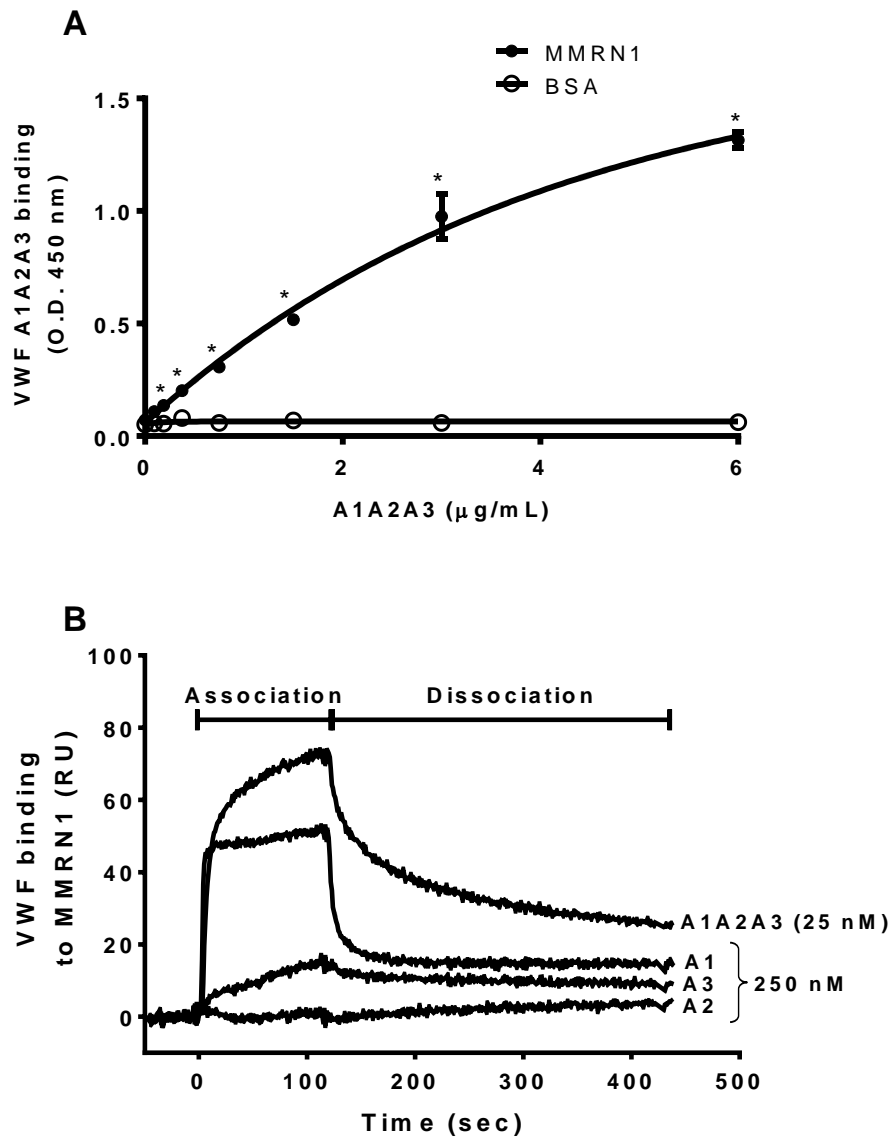 A
MMRN1
BSA
VWF A1A2A3 binding
(O.D. 450 nm)
1.5
1.0
0.5
0.0
* * * * * *
0 2 4 6
A1A2A3 (μg/mL)
B
VWF binding
to MMRN1 (RU)
100
80
60
40
20
0
Association
Dissociation
A1A2A3 (25 nM)
A1
A3
A2
250 nM
0 100 200 300 400 500
Time (sec)